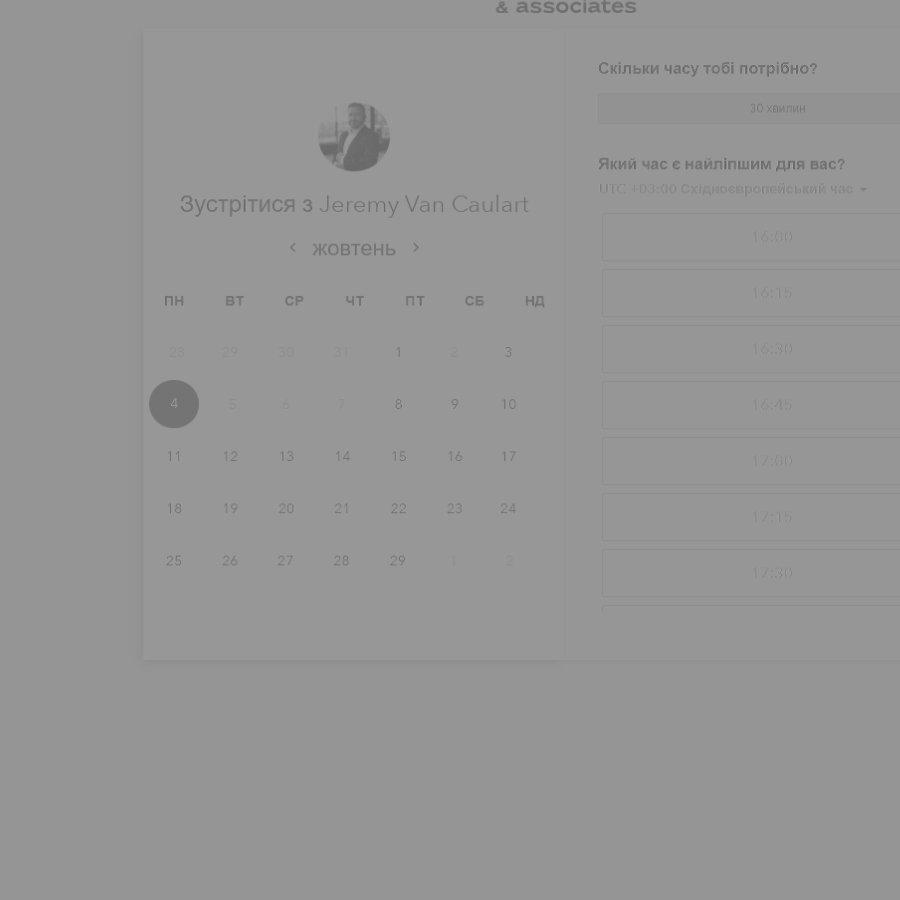 & associates
Зустрітися з Jeremy Van Caulart
жовтень
ПН ВТ СР ЧТ ПТ СБ НД
28 29 30 31 1 2 3
4 5 6 7 8 9 10
11 12 13 14 15 16 17
18 19 20 21 22 23 24
25 26 27 28 29 1 2
Скільки часу тобі потрібно?
30 хвилин
Який час є найліпшим для вас?
UTC +03:00 Східноєвропейський час
16:00
16:15
16:30
16:45
17:00
17:15
17:30